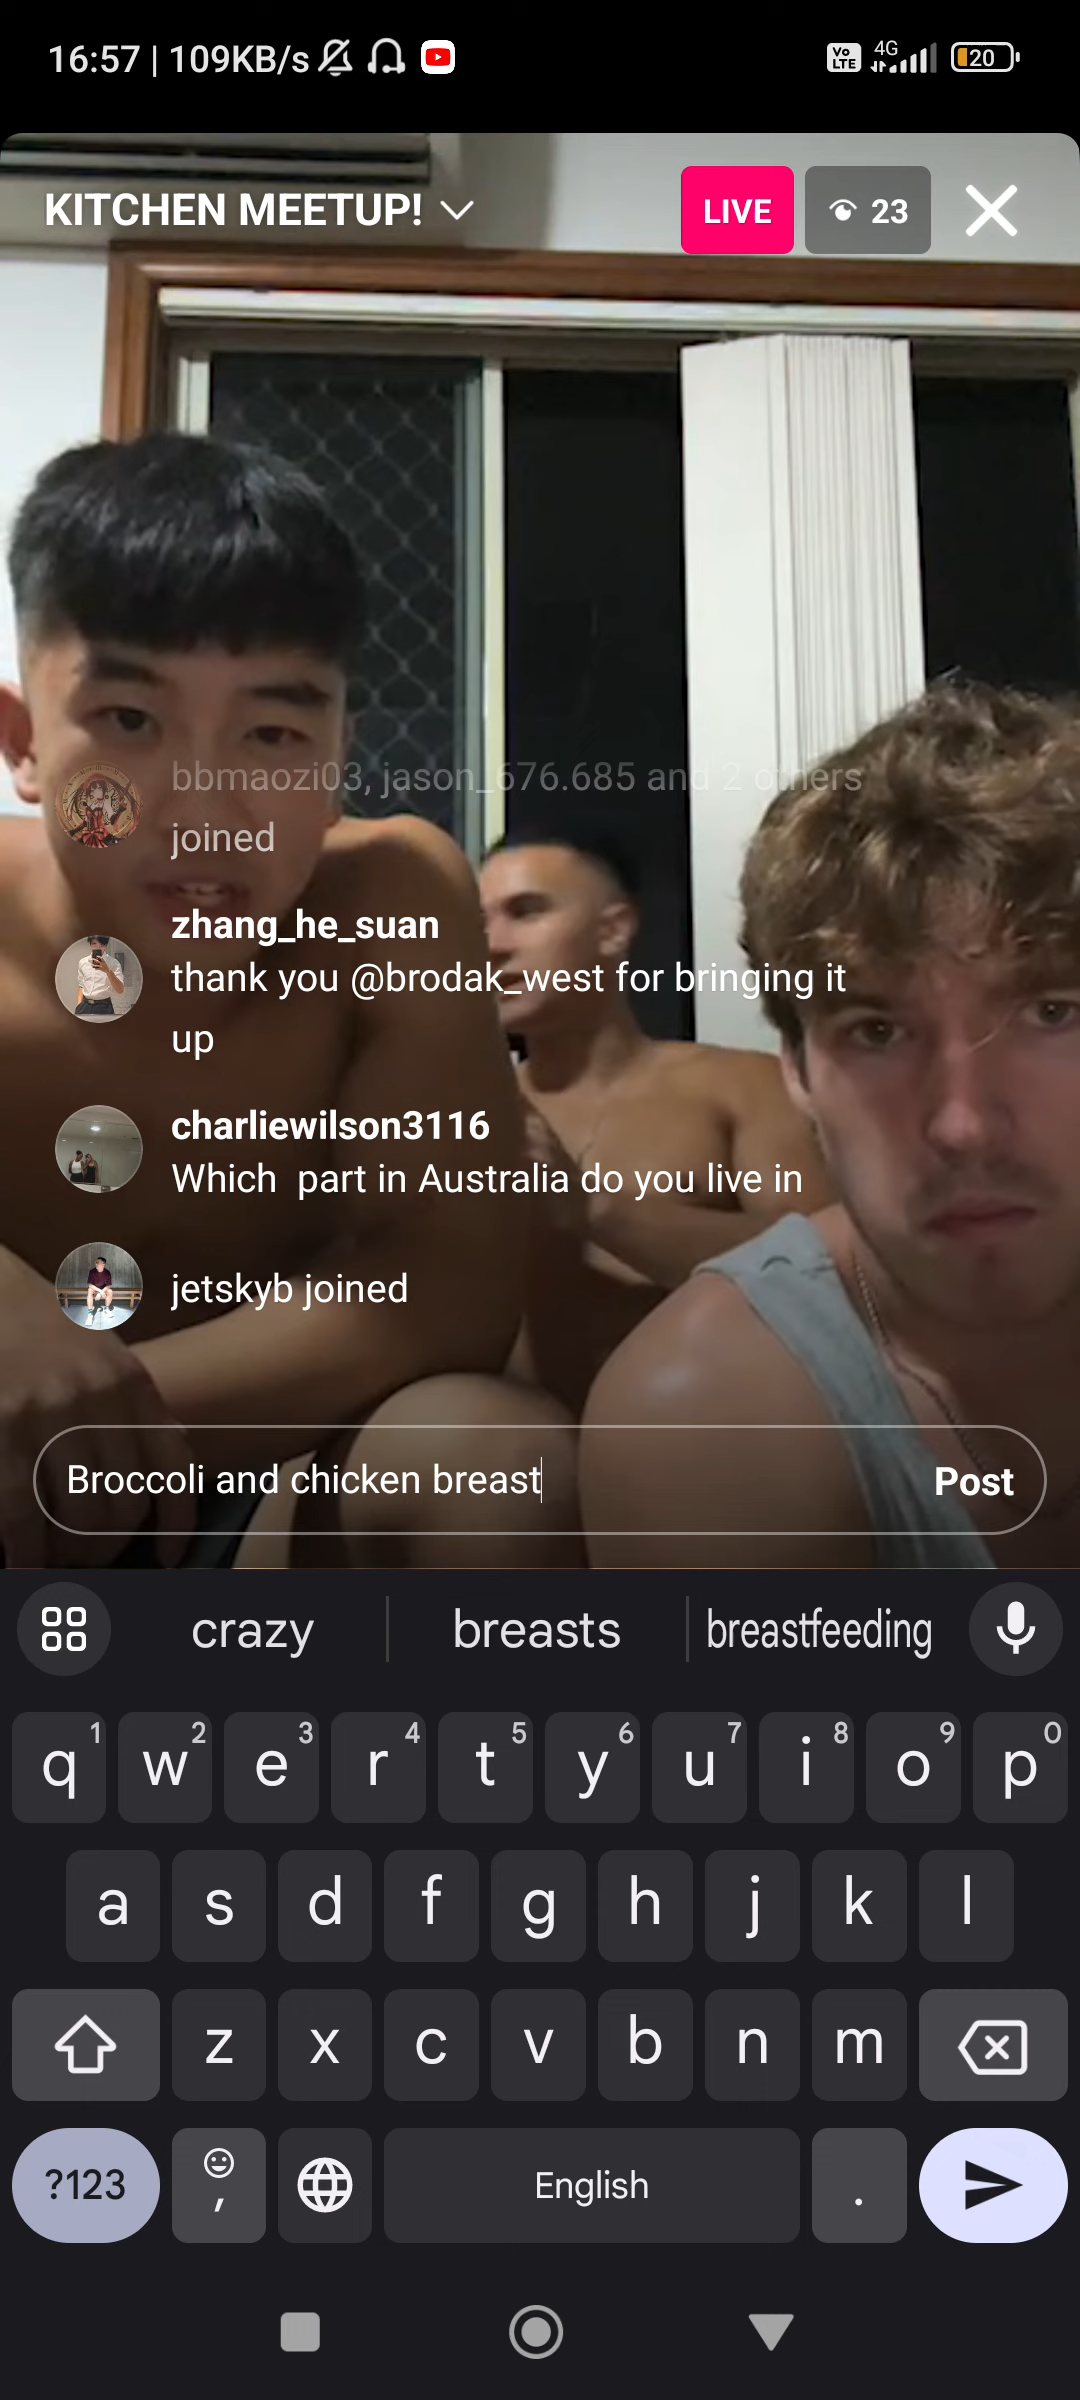 16:57 | 109KB/s
Vo LTE 4G 20
KITCHEN MEETUP!
LIVE
23
bbmaozi03, jason_676.685 and 2 others
joined
zhang_he_suan
thank you @brodak_west for bringing it
up
charliewilson3116
Which  part in Australia do you live in
jetskyb joined
Broccoli and chicken breast
Post
crazy breasts breastfeeding
1 2 3 4 5 6 7 8 9 0
q w e r t y u i o p
a s d f g h j k l
z x c v b n m
?123 , English .